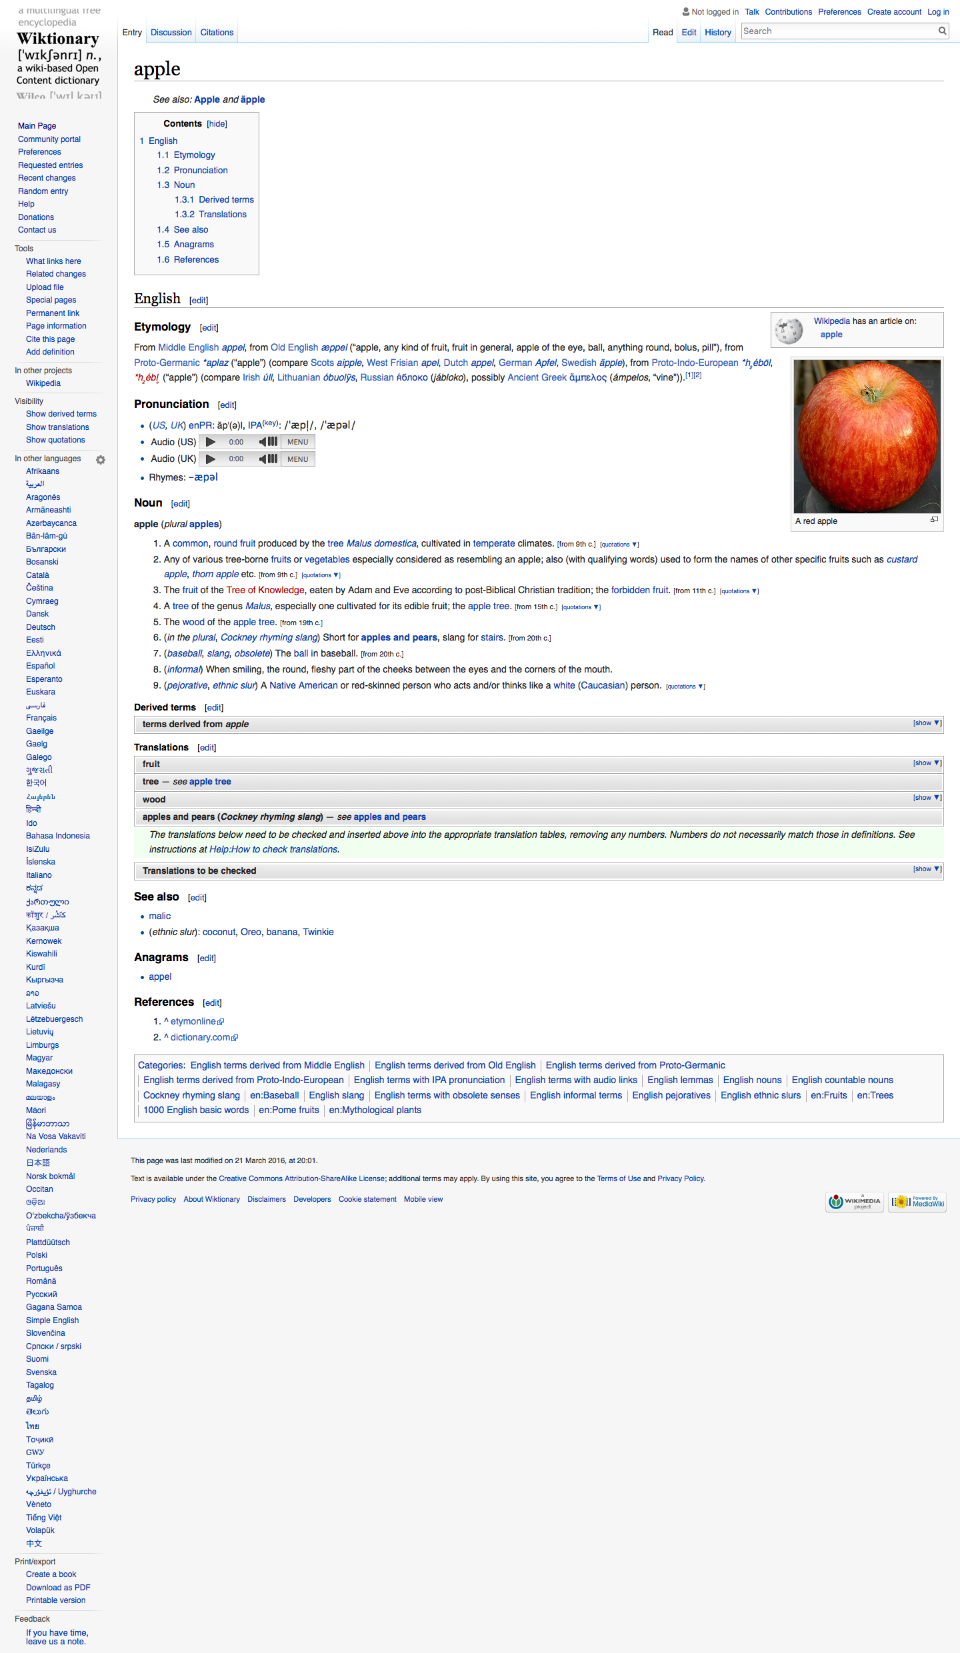 a multilingual free
encyclopedia
Wiktionary
['wɪkʃənrɪ] n.,
a wiki-based Open
Content dictionary
Not logged in Talk Contributions Preferences Create account Log in
Entry Discussion Citations
Read Edit History Search
Main Page
Community portal
Preferences
Requested entries
Recent changes
Random entry
Help
Donations
Contact us
Tools
What links here
Related changes
Upload file
Special pages
Permanent link
Page information
Cite this page
Add definition
In other projects
Wikipedia
Visibility
Show derived terms
Show translations
Show quotations
In other languages
Afrikaans
العربية
Aragonés
Armãneashti
Azərbaycanca
Bân-lâm-gú
Български
Bosanski
Català
Čeština
Cymraeg
Dansk
Deutsch
Eesti
Ελληνικά
Español
Esperanto
Euskara
فارسی
Français
Gaeilge
Gaelg
Galego
ગુજરાતી
한국어
Հայերեն
हिन्दी
Ido
Bahasa Indonesia
IsiZulu
Íslenska
Italiano
ಕನ್ನಡ
ქართული
Қазақша
Kernowek
Kiswahili
Kurdî
Кыргызча
ລາວ
Latviešu
Lëtzebuergesch
Lietuvių
Limburgs
Magyar
Македонски
Malagasy
മലയാളം
Māori
မြန်မာဘာသာ
Na Vosa Vakaviti
Nederlands
日本語
Norsk bokmål
Occitan
ଓଡ଼ିଆ
Oʻzbekcha/ўзбекча
ਪੰਜਾਬੀ
Plattdüütsch
Polski
Português
Română
Русский
Gagana Samoa
Simple English
Slovenčina
Српски / srpski
Suomi
Svenska
Tagalog
தமிழ்
తెలుగు
ไทย
Тоҷикӣ
ᏣᎳᎩ
Türkçe
Українська
ئۇيغۇرچە / Uyghurche
Vèneto
Tiếng Việt
Volapük
中文
Print/export
Create a book
Download as PDF
Printable version
Feedback
If you have time,
leave us a note.
apple
See also: Apple and äpple
Contents [hide]
1 English
1.1 Etymology
1.2 Pronunciation
1.3 Noun
1.3.1 Derived terms
1.3.2 Translations
1.4 See also
1.5 Anagrams
1.6 References
English [edit]
Wikipedia has an article on:
apple
Etymology [edit]
From Middle English appel, from Old English æppel (“apple, any kind of fruit, fruit in general, apple of the eye, ball, anything round, bolus, pill”), from
Proto-Germanic *aplaz (“apple”) (compare Scots aipple, West Frisian apel, Dutch appel, German Apfel, Swedish äpple), from Proto-Indo-European *h₂ébōl,
*h₂ébl̥ (“apple”) (compare Irish úll, Lithuanian óbuolỹs, Russian я́блоко (jábloko), possibly Ancient Greek ἄμπελος (ámpelos, “vine”)).[1][2]
A red apple
Pronunciation [edit]
• (US, UK) enPR: ăpʹ(ə)l, IPA(key): /ˈæpl̩/, /ˈæpəl/
• Audio (US) 0:00 MENU
• Audio (UK) 0:00 MENU
• Rhymes: -æpəl
Noun [edit]
apple (plural apples)
1. A common, round fruit produced by the tree Malus domestica, cultivated in temperate climates. [from 9th c.] [quotations ▼]
2. Any of various tree-borne fruits or vegetables especially considered as resembling an apple; also (with qualifying words) used to form the names of other specific fruits such as custard
apple, thorn apple etc. [from 9th c.] [quotations ▼]
3. The fruit of the Tree of Knowledge, eaten by Adam and Eve according to post-Biblical Christian tradition; the forbidden fruit. [from 11th c.] [quotations ▼]
4. A tree of the genus Malus, especially one cultivated for its edible fruit; the apple tree. [from 15th c.] [quotations ▼]
5. The wood of the apple tree. [from 19th c.]
6. (in the plural, Cockney rhyming slang) Short for apples and pears, slang for stairs. [from 20th c.]
7. (baseball, slang, obsolete) The ball in baseball. [from 20th c.]
8. (informal) When smiling, the round, fleshy part of the cheeks between the eyes and the corners of the mouth.
9. (pejorative, ethnic slur) A Native American or red-skinned person who acts and/or thinks like a white (Caucasian) person. [quotations ▼]
Derived terms [edit]
terms derived from apple [show ▼]
Translations [edit]
fruit [show ▼]
tree — see apple tree
wood [show ▼]
apples and pears (Cockney rhyming slang) — see apples and pears
The translations below need to be checked and inserted above into the appropriate translation tables, removing any numbers. Numbers do not necessarily match those in definitions. See
instructions at Help:How to check translations.
Translations to be checked [show ▼]
See also [edit]
• malic
• (ethnic slur): coconut, Oreo, banana, Twinkie
Anagrams [edit]
• appel
References [edit]
1. ^ etymonline
2. ^ dictionary.com
Categories: English terms derived from Middle English | English terms derived from Old English | English terms derived from Proto-Germanic
| English terms derived from Proto-Indo-European | English terms with IPA pronunciation | English terms with audio links | English lemmas | English nouns | English countable nouns
| Cockney rhyming slang | en:Baseball | English slang | English terms with obsolete senses | English informal terms | English pejoratives | English ethnic slurs | en:Fruits | en:Trees
| 1000 English basic words | en:Pome fruits | en:Mythological plants
This page was last modified on 21 March 2016, at 20:01.
Text is available under the Creative Commons Attribution-ShareAlike License; additional terms may apply. By using this site, you agree to the Terms of Use and Privacy Policy.
Privacy policy About Wiktionary Disclaimers Developers Cookie statement Mobile view
A WIKIMEDIA project
Powered By MediaWiki